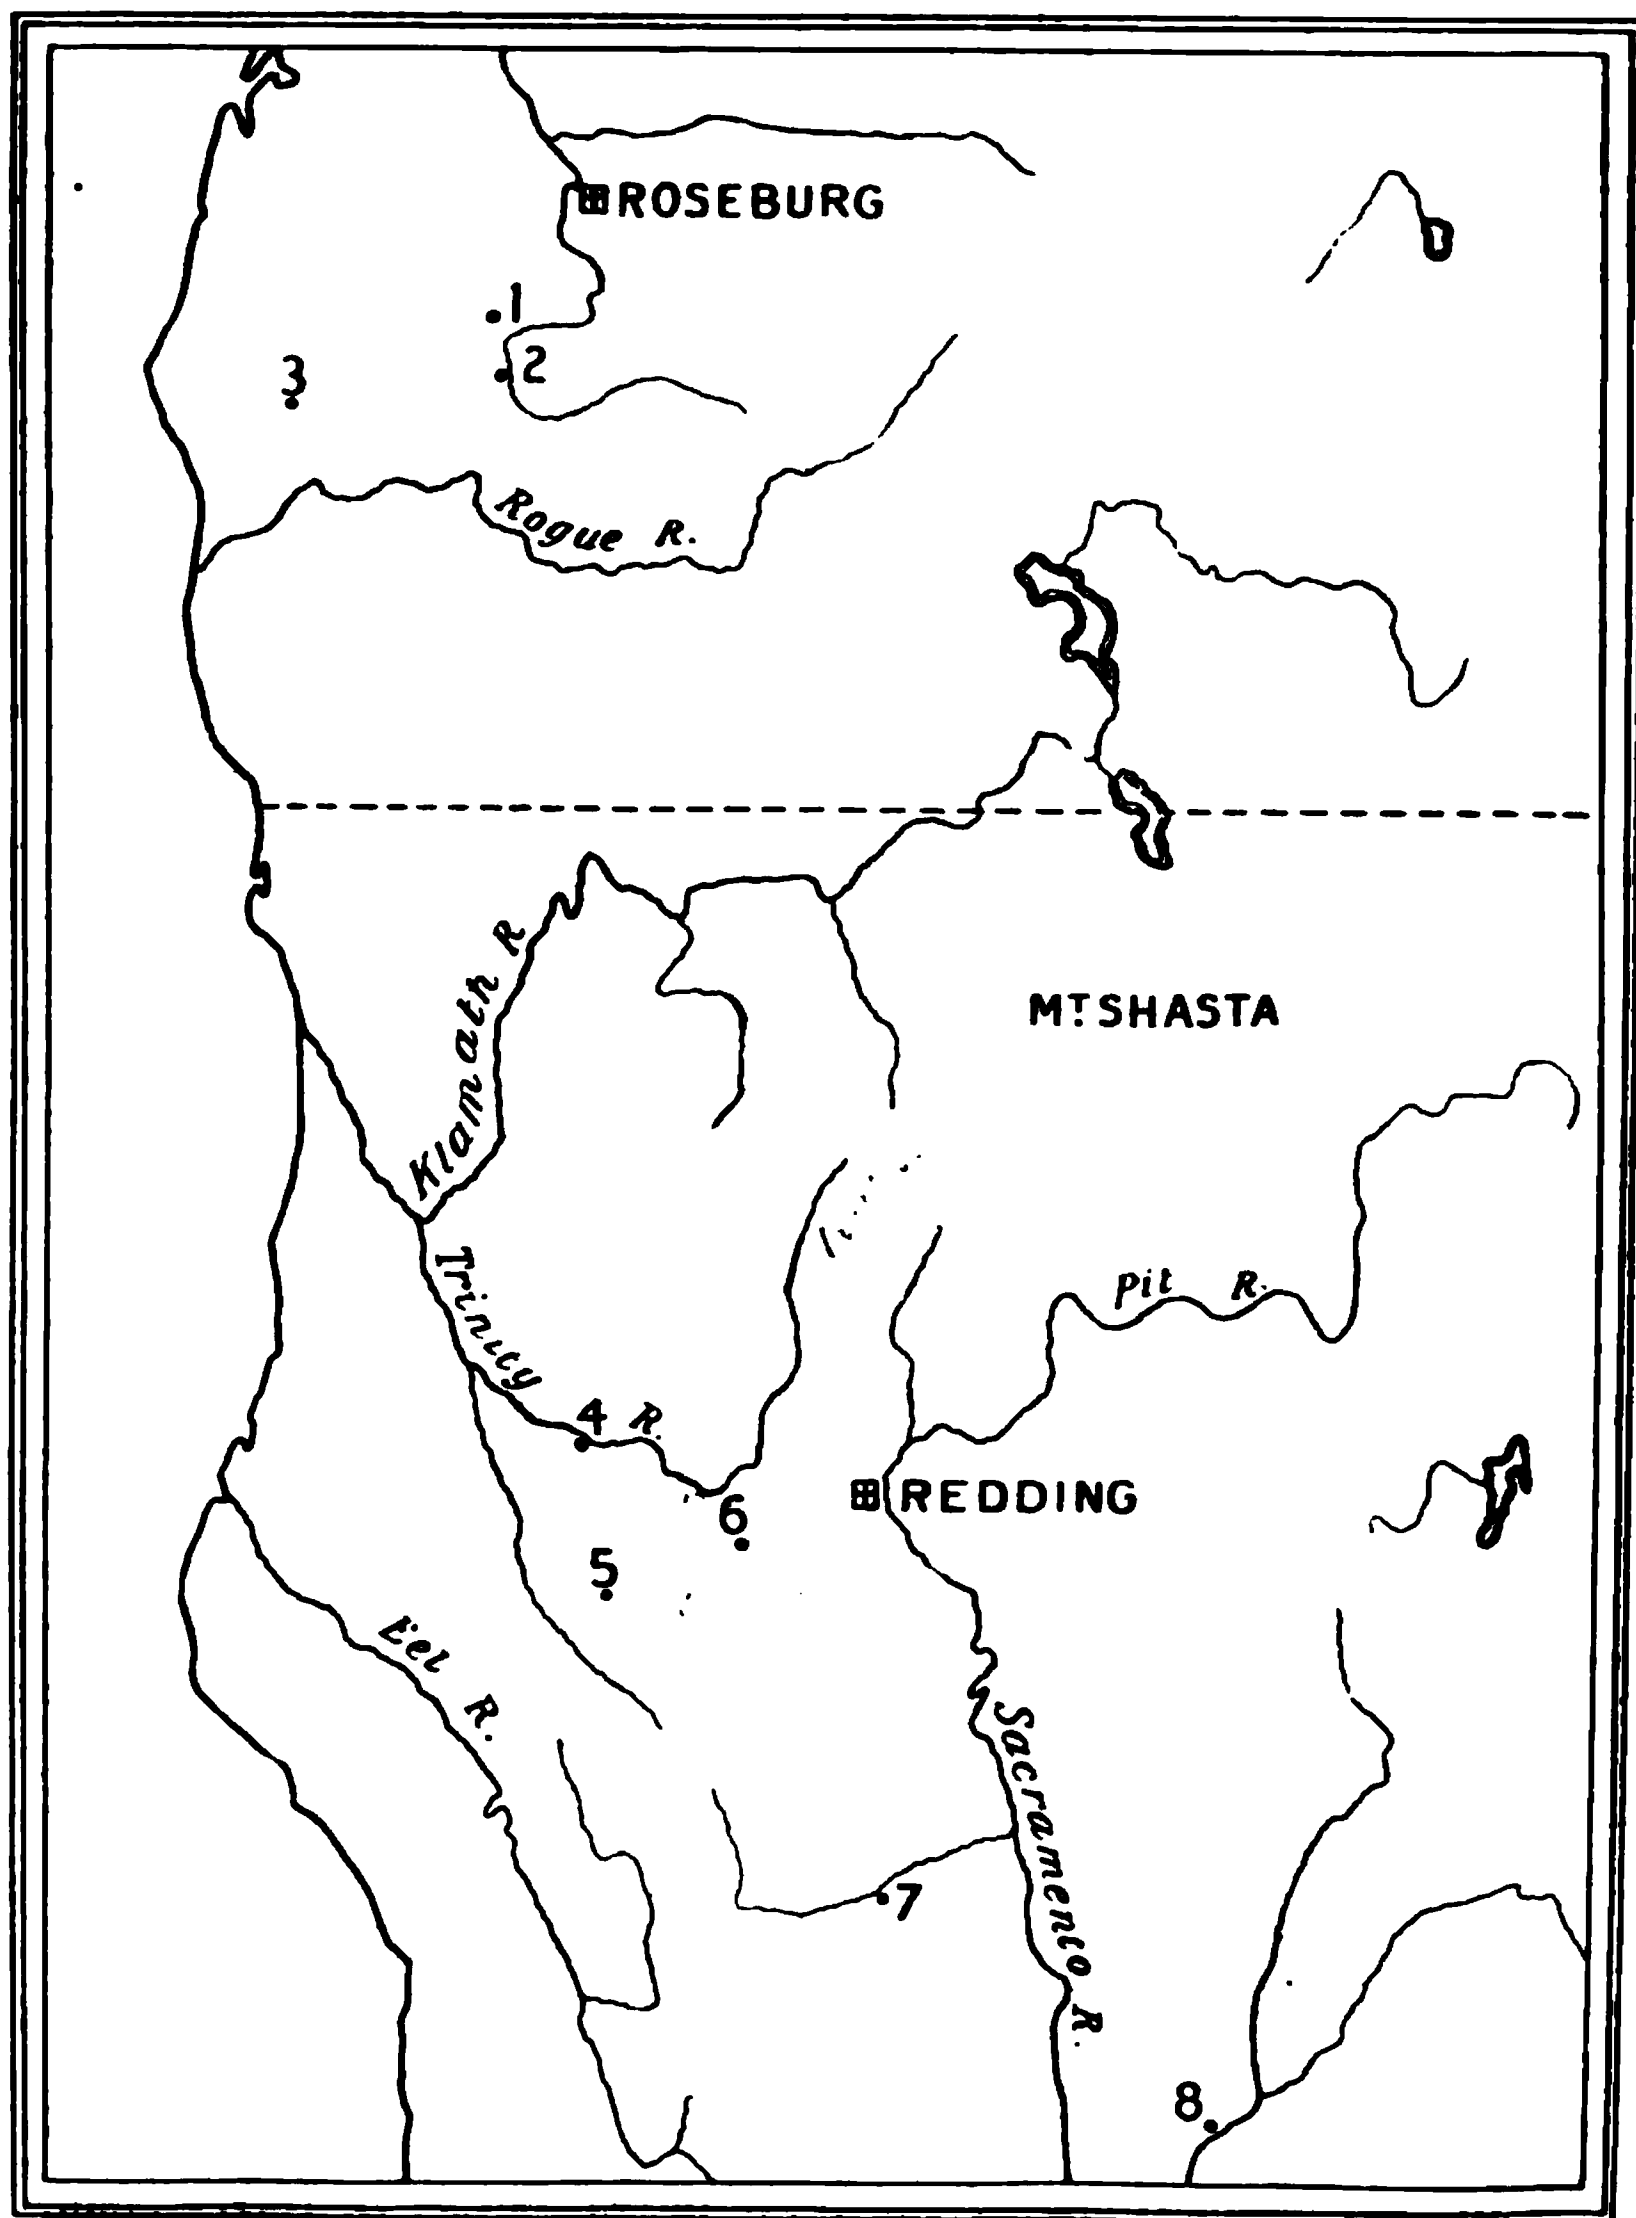 ROSEBURG
1
2
3
Rogue R.
Klamath R
MT SHASTA
Trinity R.
Pit R.
4
REDDING
6
5
Eel R.
Sacramento R.
7
8